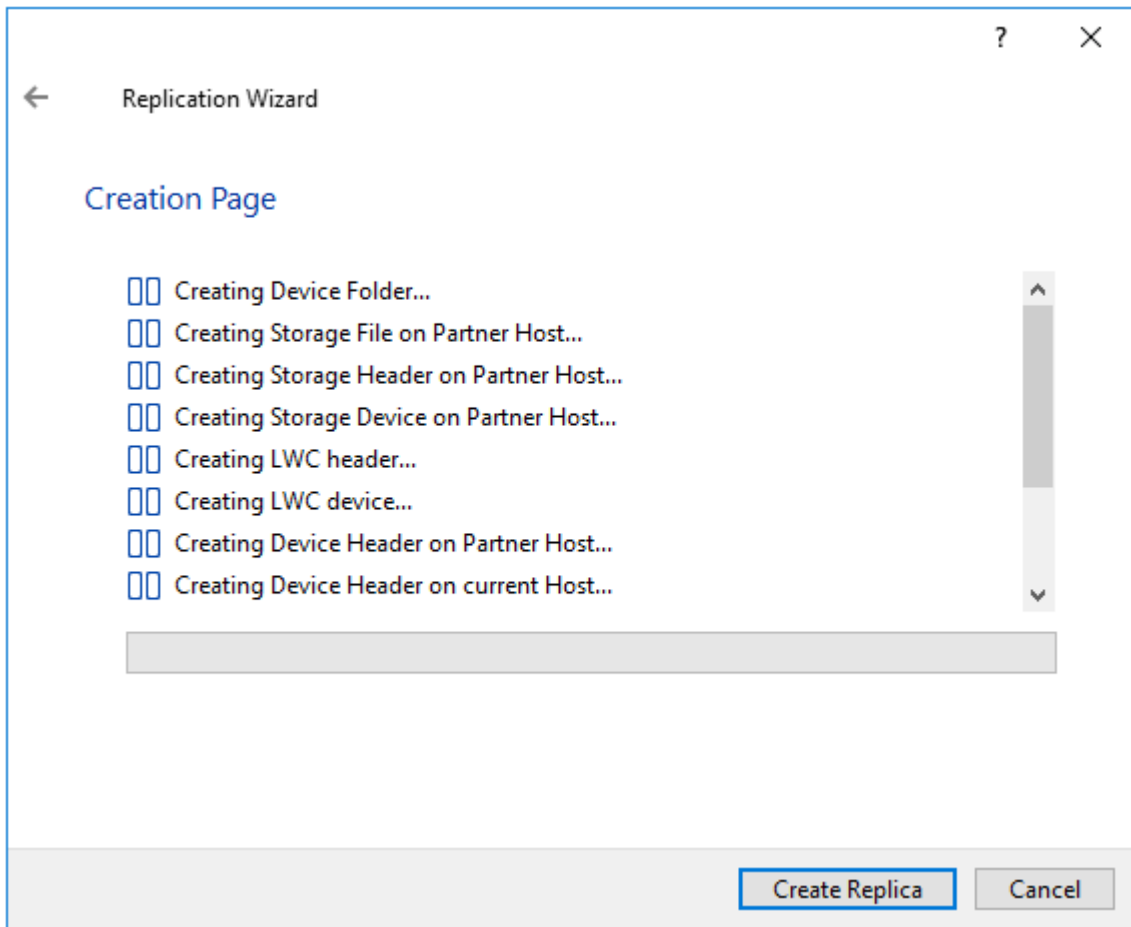 ?
Replication Wizard
Creation Page
Creating Device Folder...
Creating Storage File on Partner Host...
Creating Storage Header on Partner Host...
Creating Storage Device on Partner Host...
Creating LWC header...
Creating LWC device...
Creating Device Header on Partner Host...
Creating Device Header on current Host...
Create Replica Cancel